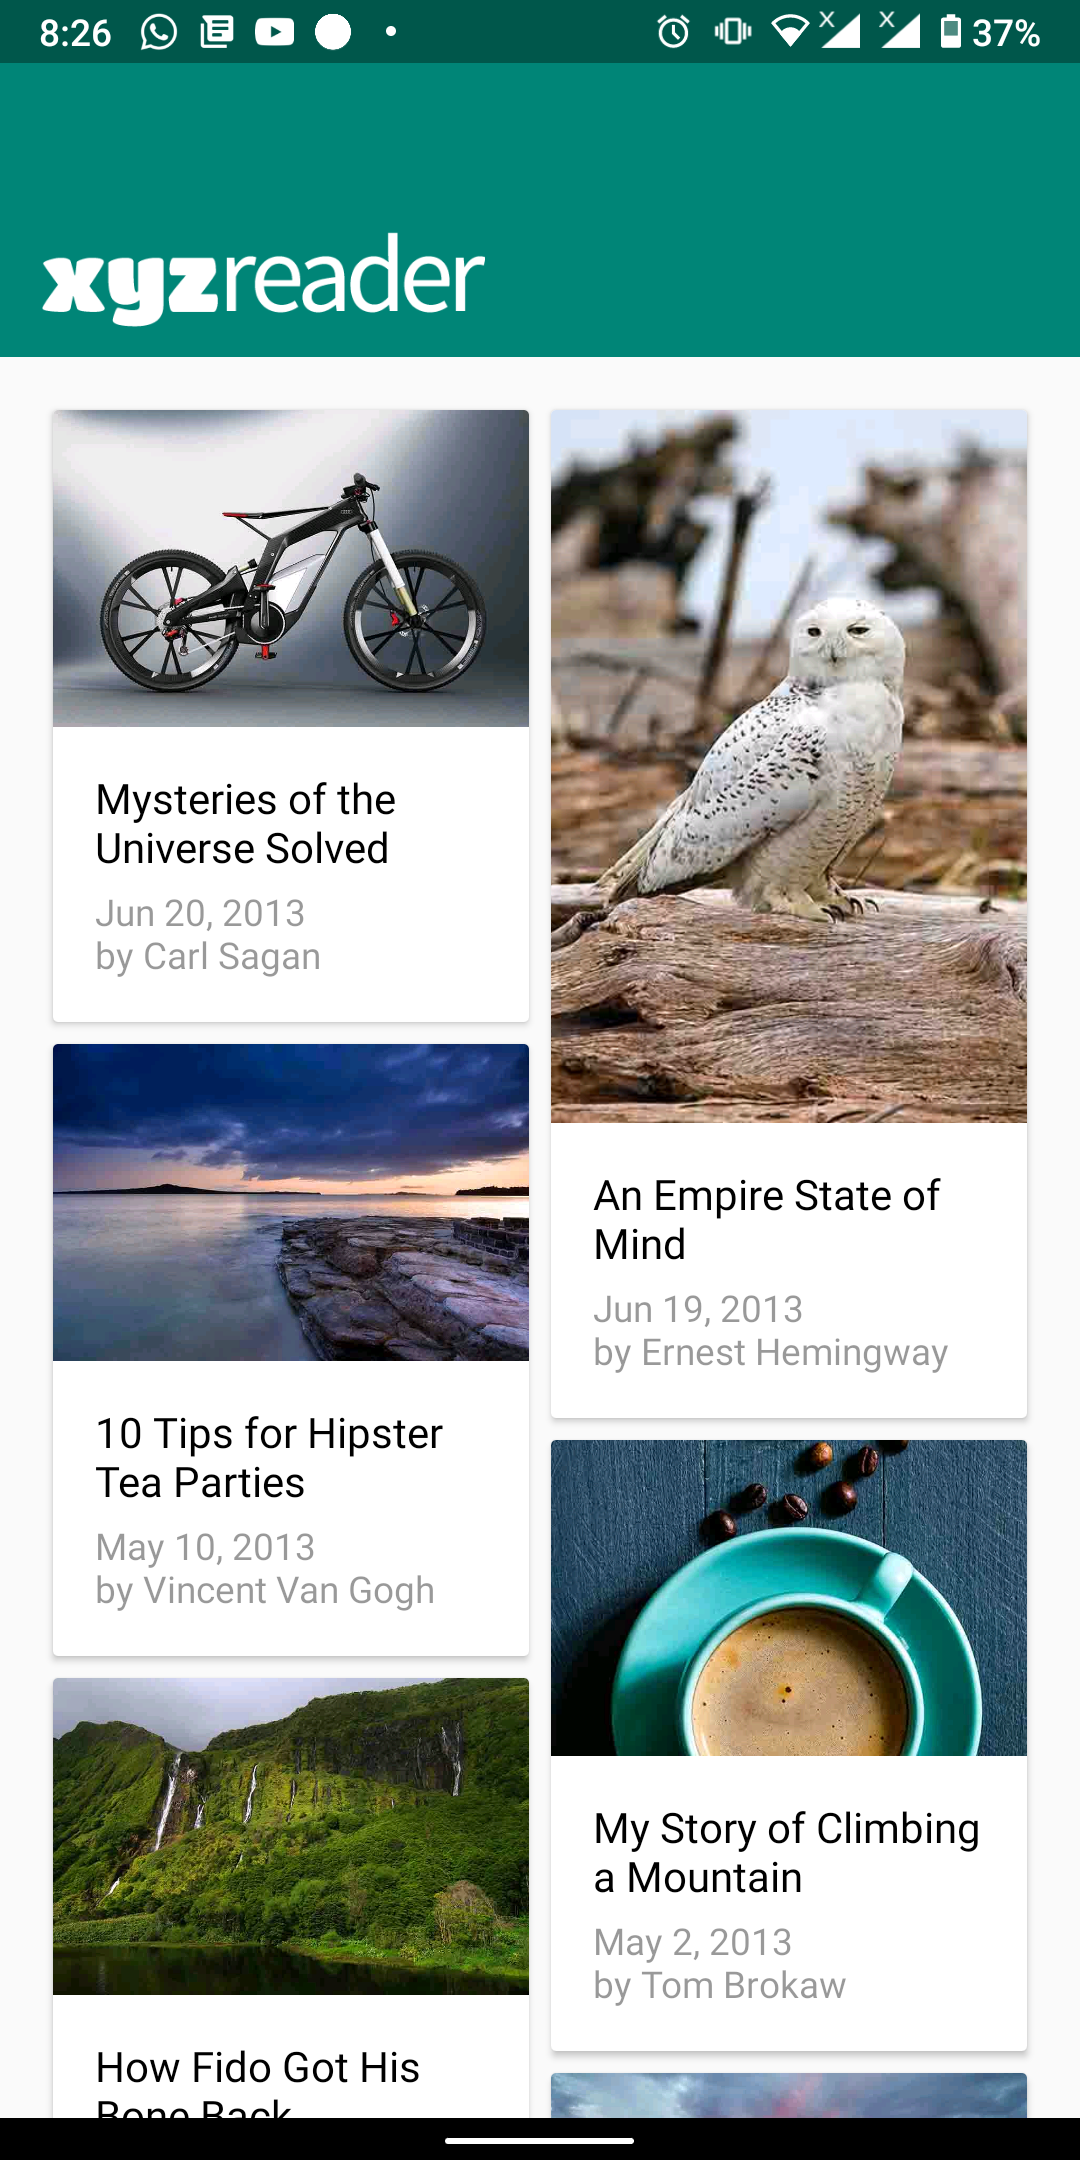 8:26
X
X
37%
xyzreader
Mysteries of the
Universe Solved
Jun 20, 2013
by Carl Sagan
An Empire State of
Mind
Jun 19, 2013
by Ernest Hemingway
10 Tips for Hipster
Tea Parties
May 10, 2013
by Vincent Van Gogh
My Story of Climbing
a Mountain
May 2, 2013
by Tom Brokaw
How Fido Got His
Bone Back